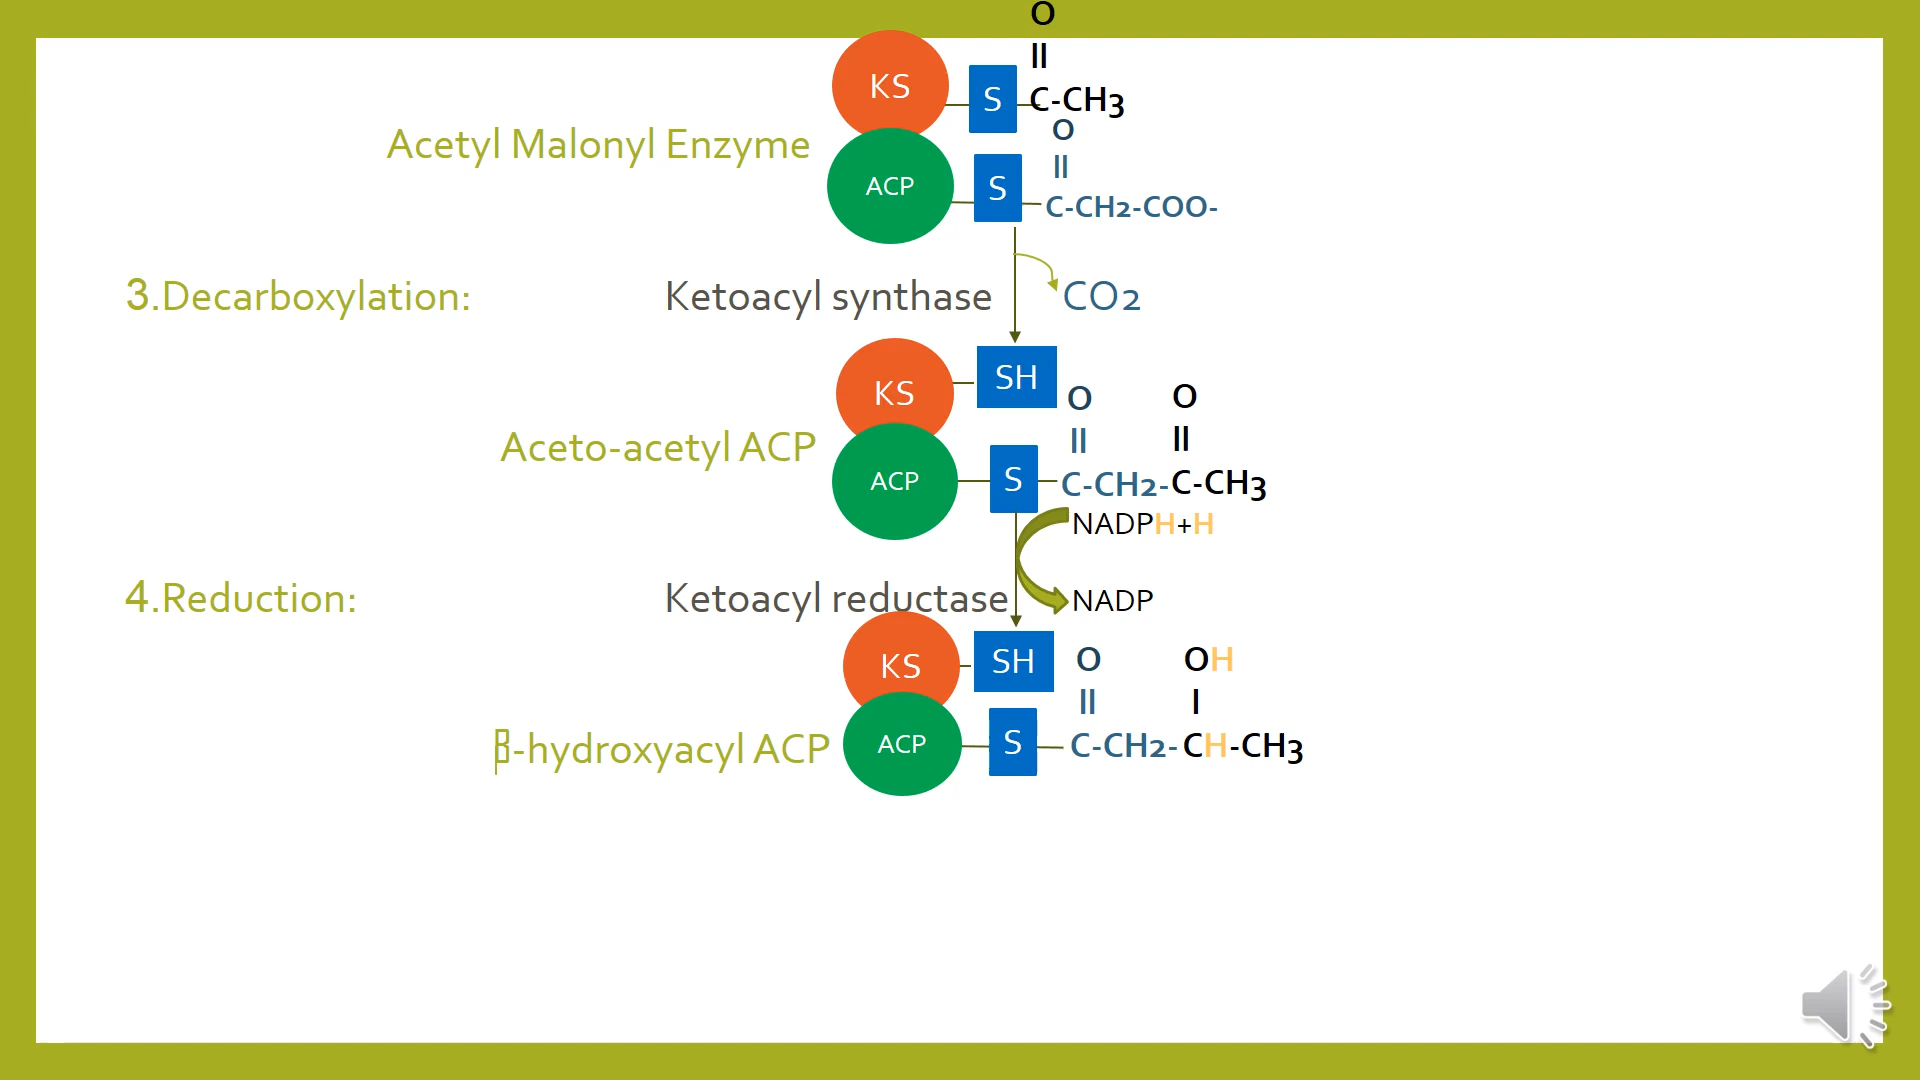 O
II
KS S C-CH3
Acetyl Malonyl Enzyme
O
II
ACP S C-CH2-COO-
3.Decarboxylation: Ketoacyl synthase CO2
KS SH
O O
II II
Aceto-acetyl ACP
ACP S C-CH2-C-CH3
NADPH+H
4.Reduction: Ketoacyl reductase NADP
KS SH O OH
II I
β-hydroxyacyl ACP ACP S C-CH2-CH-CH3